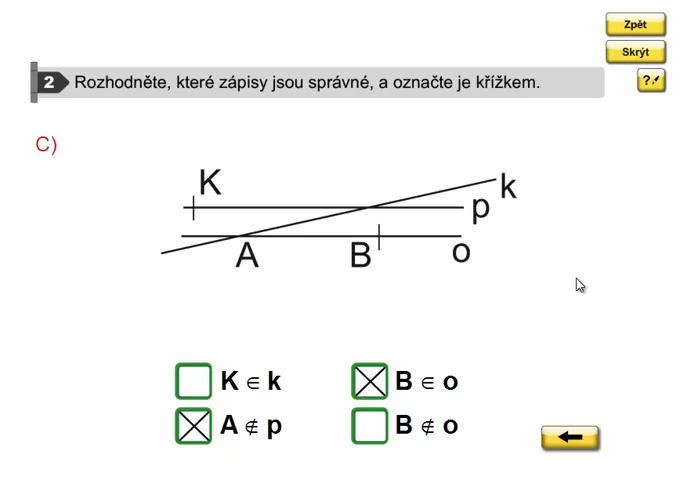 Zpět
Skrýt
?
2 Rozhodněte, které zápisy jsou správné, a označte je křížkem.
C)
K
k
p
A B o
K ∈ k B ∈ o
A ∉ p B ∉ o